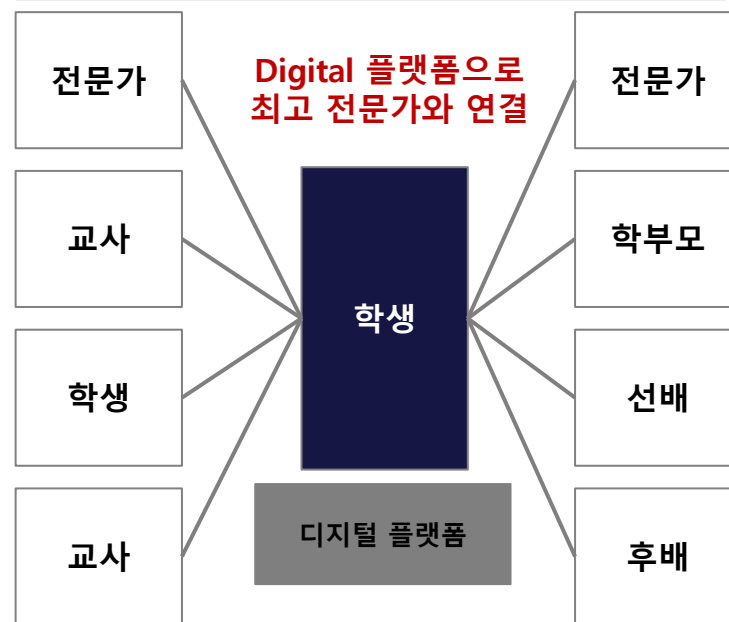 전문가
교사
학생
교사
Digital 플랫폼으로
최고 전문가와 연결
학생
디지털 플랫폼
전문가
학부모
선배
후배